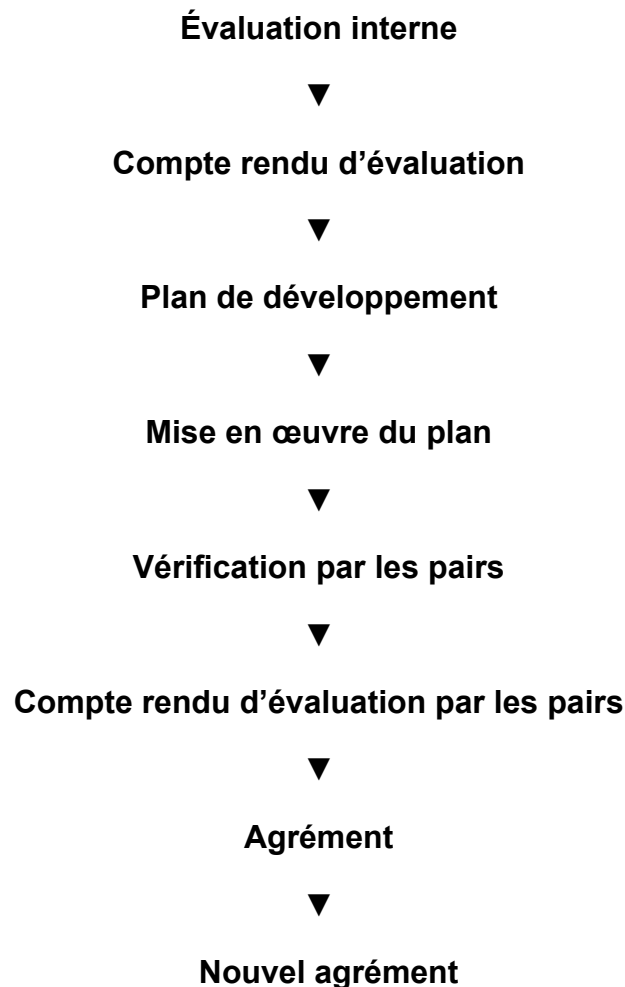 Évaluation interne
▼
Compte rendu d’évaluation
▼
Plan de développement
▼
Mise en œuvre du plan
▼
Vérification par les pairs
▼
Compte rendu d’évaluation par les pairs
▼
Agrément
▼
Nouvel agrément